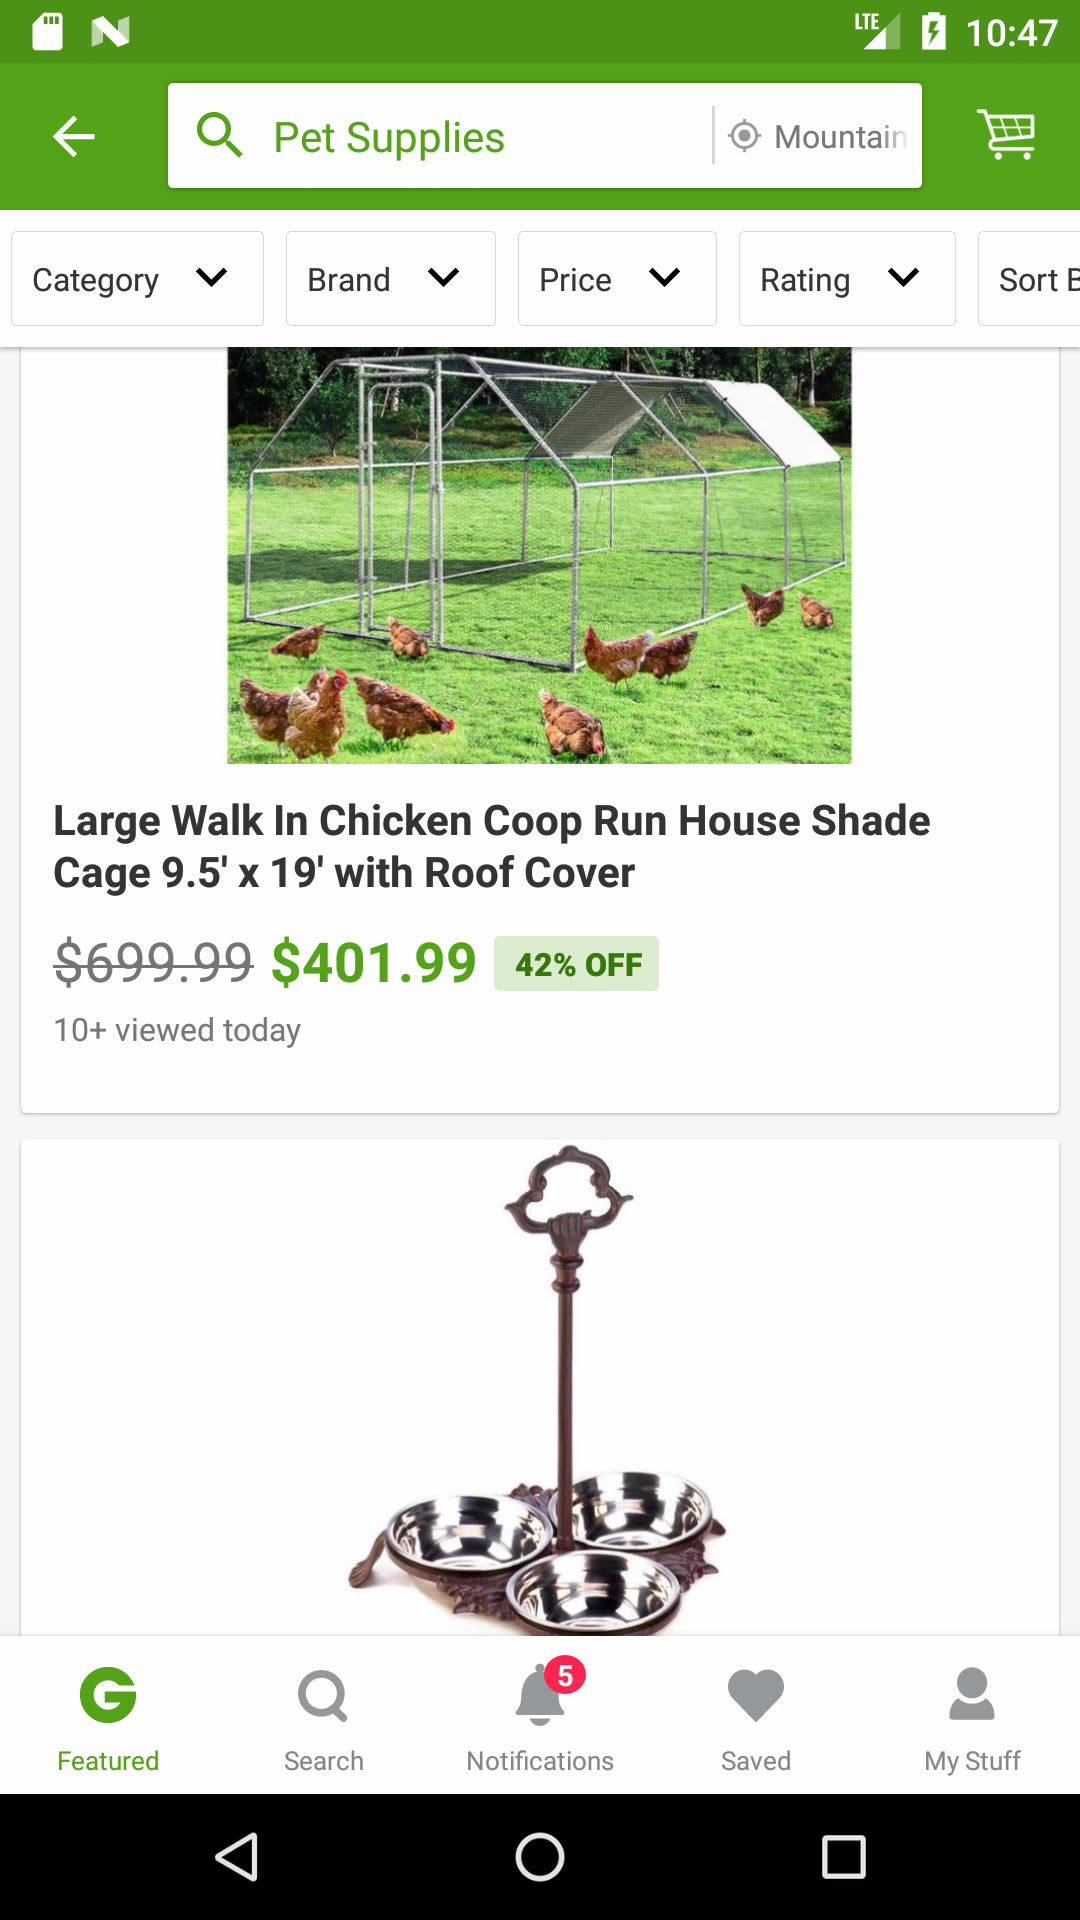 LTE 10:47
Pet Supplies Mountain
Category Brand Price Rating Sort B
Large Walk In Chicken Coop Run House Shade
Cage 9.5' x 19' with Roof Cover
$699.99 $401.99 42% OFF
10+ viewed today
5
Featured Search Notifications Saved My Stuff